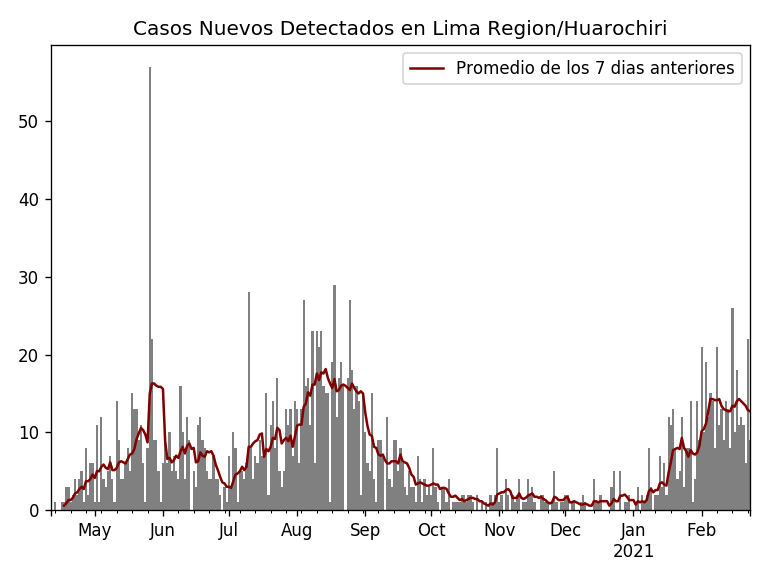 Casos Nuevos Detectados en Lima Region/Huarochiri
Promedio de los 7 dias anteriores
50
40
30
20
10
0
May Jun Jul Aug Sep Oct Nov Dec Jan Feb
2021